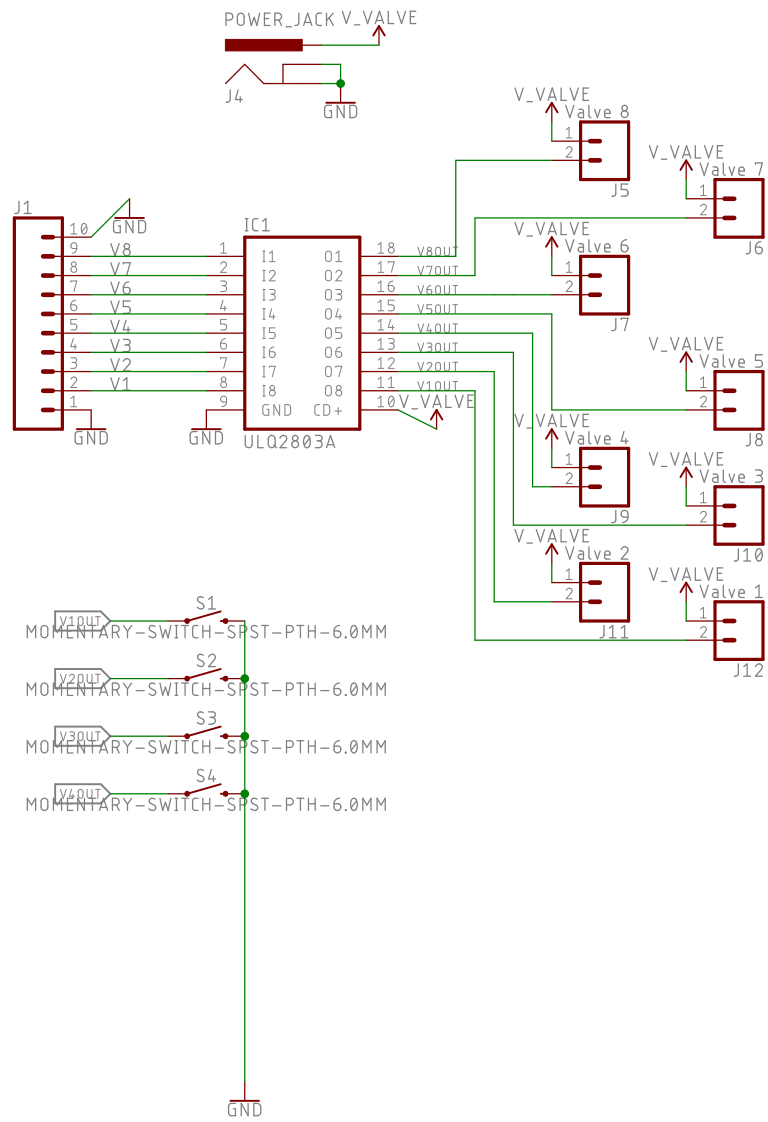 POWER_JACK V_VALVE
J4
GND
V_VALVE
Valve 8
1
2
J5
V_VALVE
Valve 7
1
2
J6
J1
10
GND
9 V8
8 V7
7 V6
6 V5
5 V4
4 V3
3 V2
2 V1
1
GND
IC1
1 I1 O1 18 V8OUT
2 I2 O2 17 V7OUT
3 I3 O3 16 V6OUT
4 I4 O4 15 V5OUT
5 I5 O5 14 V4OUT
6 I6 O6 13 V3OUT
7 I7 O7 12 V2OUT
8 I8 O8 11 V1OUT
9 GND CD+ 10 V_VALVE
GND
ULQ2803A
V_VALVE
Valve 6
1
2
J7
V_VALVE
Valve 5
1
2
J8
V_VALVE
Valve 4
1
2
J9
V_VALVE
Valve 3
1
2
J10
V_VALVE
Valve 2
1
2
J11
V_VALVE
Valve 1
1
2
J12
S1
V1OUT
MOMENTARY-SWITCH-SPST-PTH-6.0MM
S2
V2OUT
MOMENTARY-SWITCH-SPST-PTH-6.0MM
S3
V3OUT
MOMENTARY-SWITCH-SPST-PTH-6.0MM
S4
V4OUT
MOMENTARY-SWITCH-SPST-PTH-6.0MM
GND